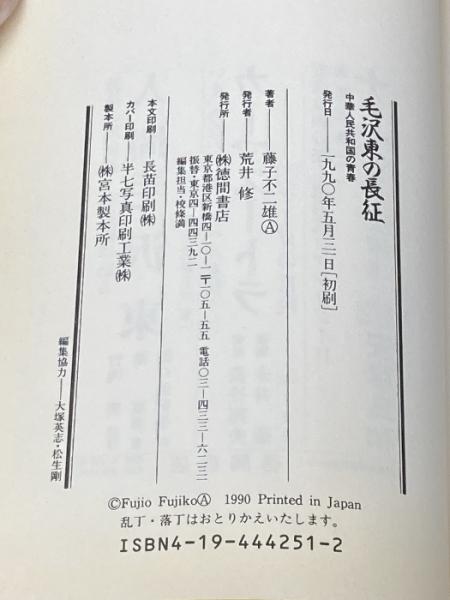 毛沢東の長征
中華人民共和国の青春
発行日―一九九〇年五月三一日[初刷]
著者―藤子不二雄Ⓐ
発行者―荒井 修
発行所―㈱徳間書店
東京都港区新橋四―一〇―一〒一〇五―五五 電話〇三―四三三―六二三一
振替・東京四―四四三九二
編集担当・校條満
本文印刷―長苗印刷㈱
カバー印刷―半七写真印刷工業㈱
製本所―㈱宮本製本所
編集協力―大塚英志・松生剛
©Fujio FujikoⒶ 1990 Printed in Japan
乱丁・落丁はおとりかえいたします。
ISBN4-19-444251-2